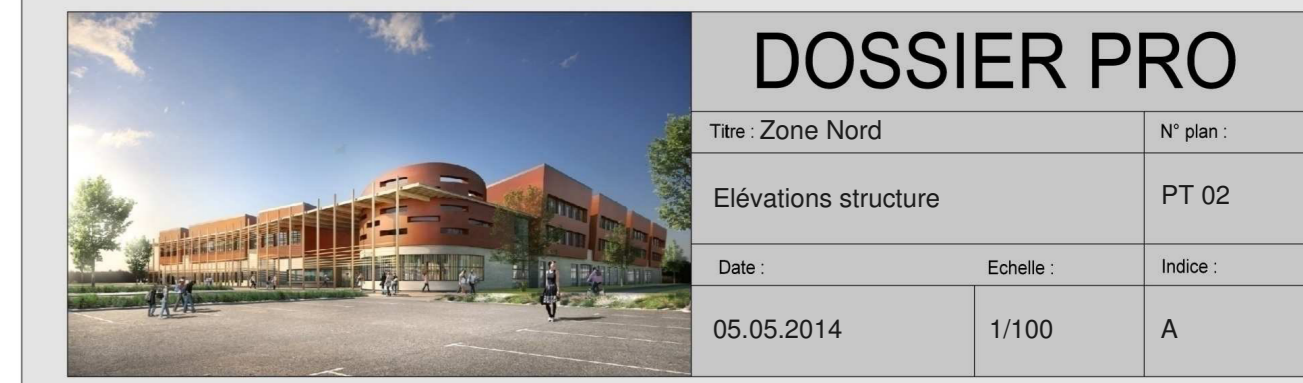 DOSSIER PRO
Titre : Zone Nord
N° plan :
Elévations structure
PT 02
Date :
Echelle :
Indice :
05.05.2014
1/100
A